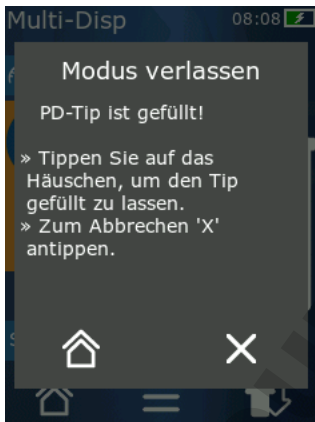 Multi-Disp 08:08
Modus verlassen
PD-Tip ist gefüllt!
» Tippen Sie auf das
Häuschen, um den Tip
gefüllt zu lassen.
» Zum Abbrechen 'X'
antippen.